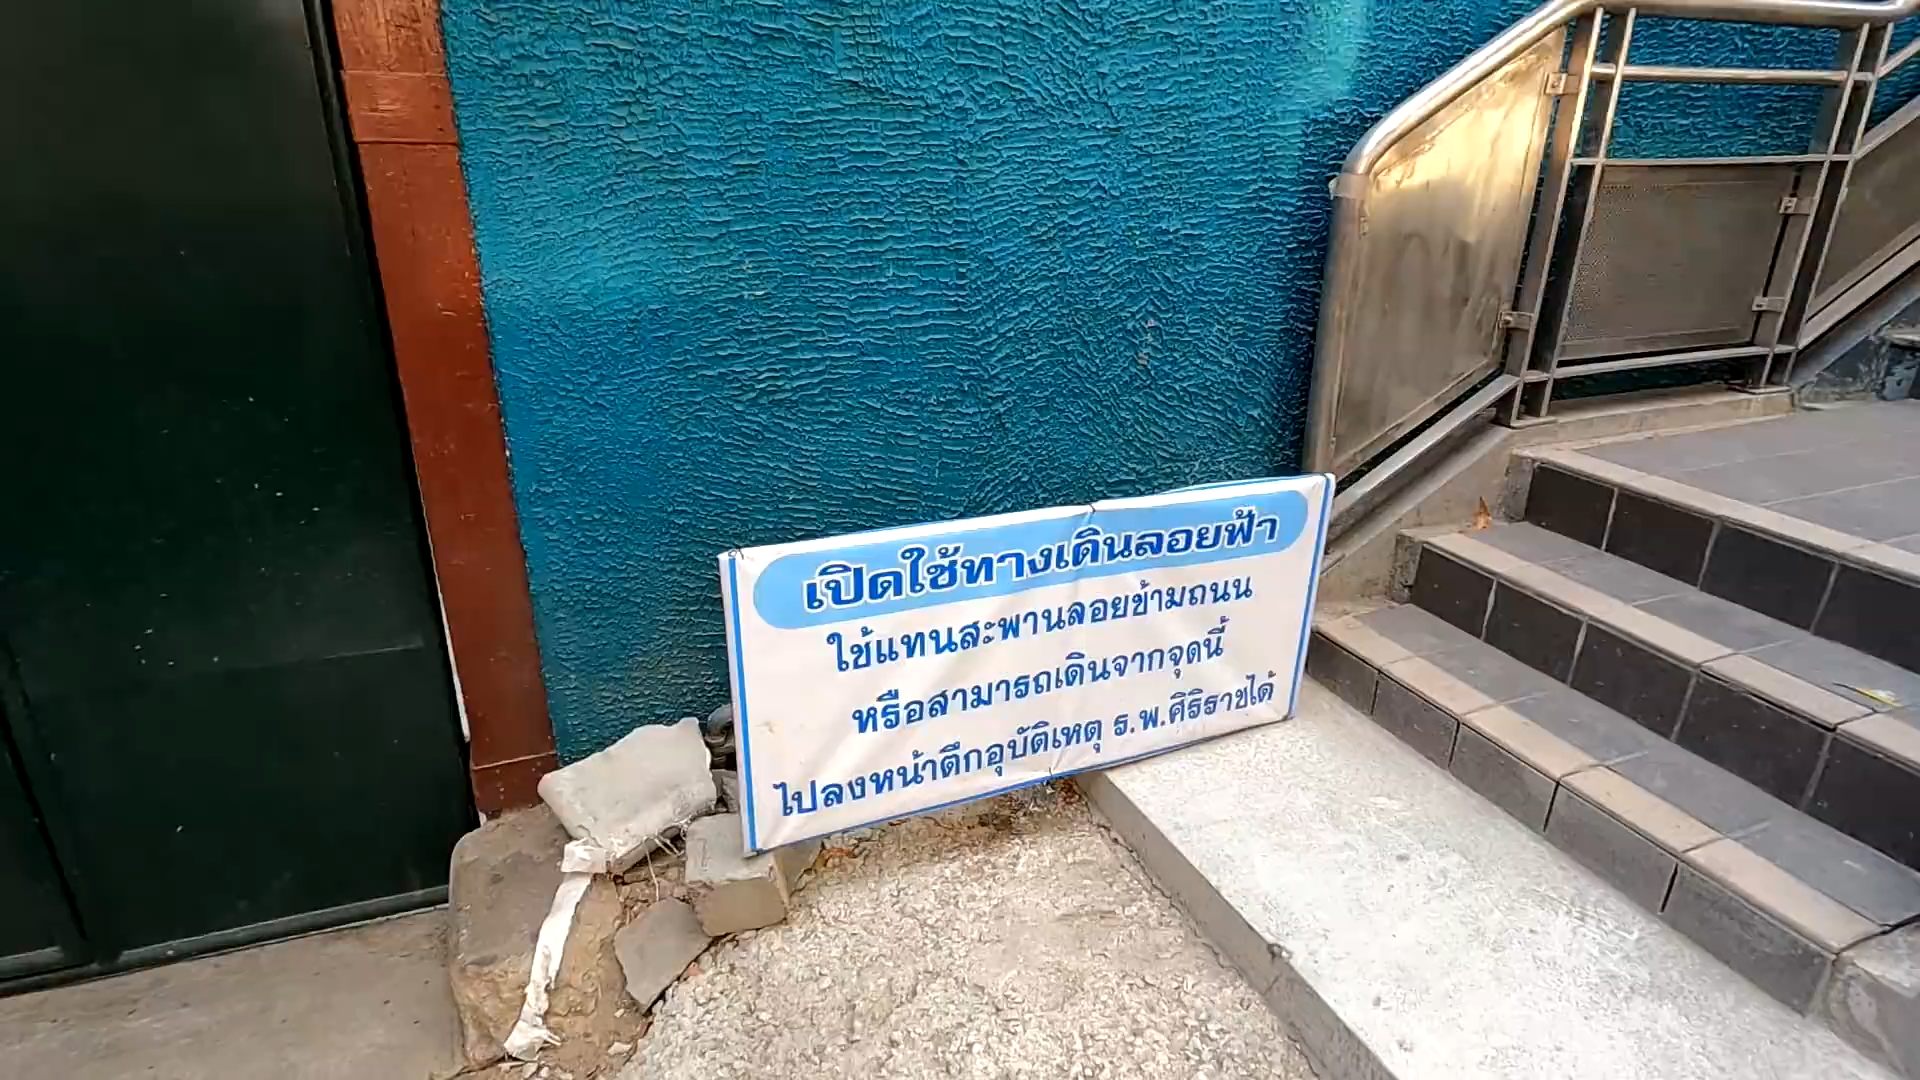 เปิดใช้ทางเดินลอยฟ้า
ใช้แทนสะพานลอยข้ามถนน
หรือสามารถเดินจากจุดนี้
ไปลงหน้าตึกอุบัติเหตุ ร.พ.ศิริราชได้